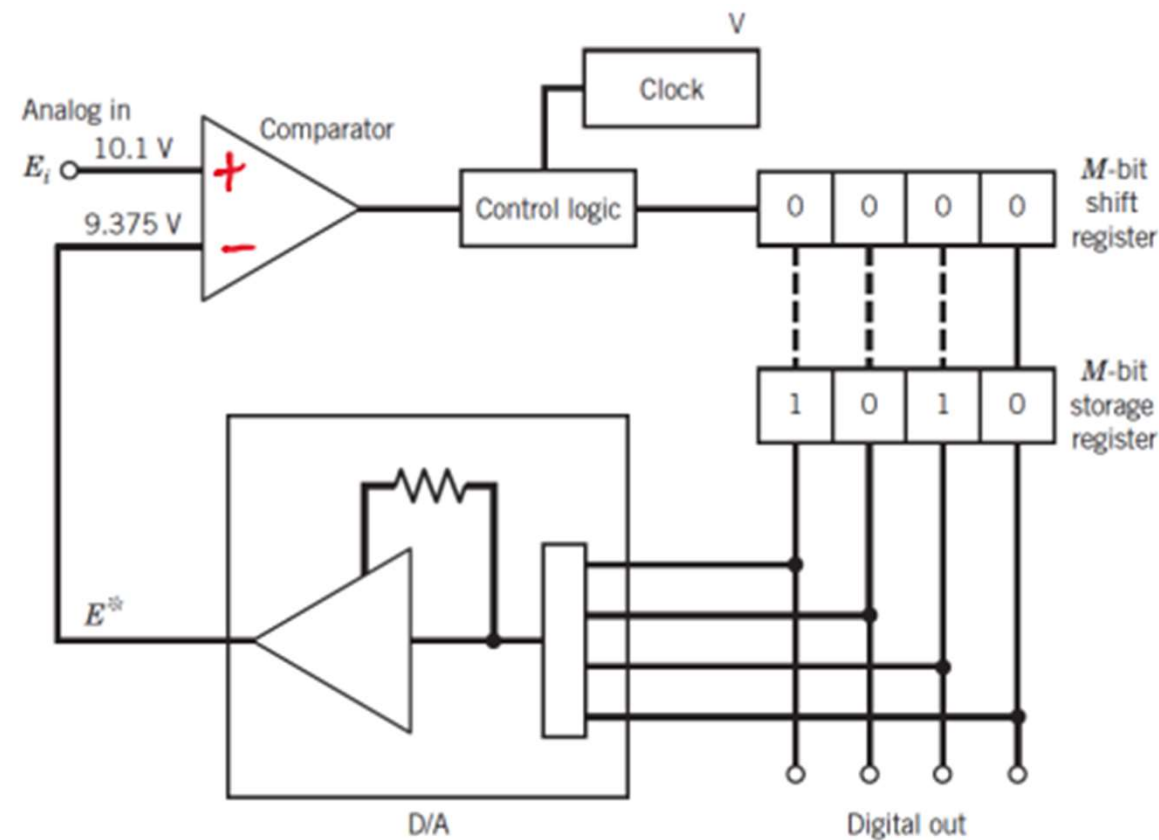 V
Clock
Analog in
10.1 V
Comparator
E_i
+
9.375 V
−
Control logic
0 0 0 0
M-bit
shift
register
1 0 1 0
M-bit
storage
register
E*
D/A
Digital out